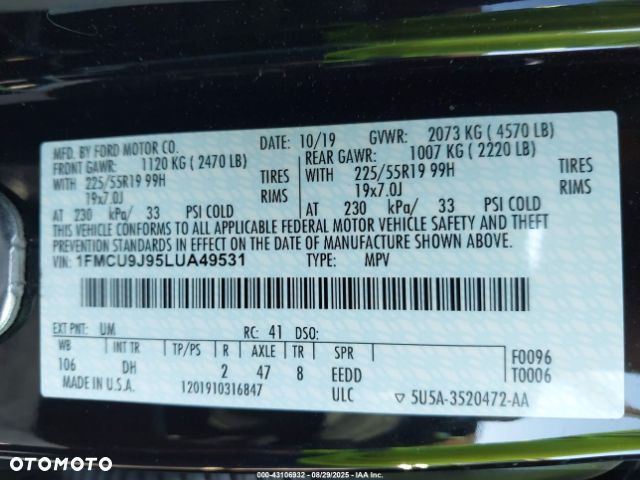 MFD. BY FORD MOTOR CO.
DATE: 10/19 GVWR: 2073 KG ( 4570 LB)
FRONT GAWR: 1120 KG ( 2470 LB) REAR GAWR: 1007 KG ( 2220 LB)
WITH 225/55R19 99H TIRES WITH 225/55R19 99H TIRES
19x7.0J RIMS 19x7.0J RIMS
AT 230 kPa/ 33 PSI COLD AT 230 kPa/ 33 PSI COLD
THIS VEHICLE CONFORMS TO ALL APPLICABLE FEDERAL MOTOR VEHICLE SAFETY AND THEFT
PREVENTION STANDARDS IN EFFECT ON THE DATE OF MANUFACTURE SHOWN ABOVE.
VIN: 1FMCU9J95LUA49531 TYPE: MPV
EXT PNT: UM RC: 41 DSO:
WB INT TR TP/PS R AXLE TR SPR
106 DH 2 47 8 EEDD
F0096
T0006
MADE IN U.S.A. 1201910316847 ULC ▽ 5U5A-3520472-AA
OTOMOTO
000-43106932 - 08/29/2025 - IAA Inc.